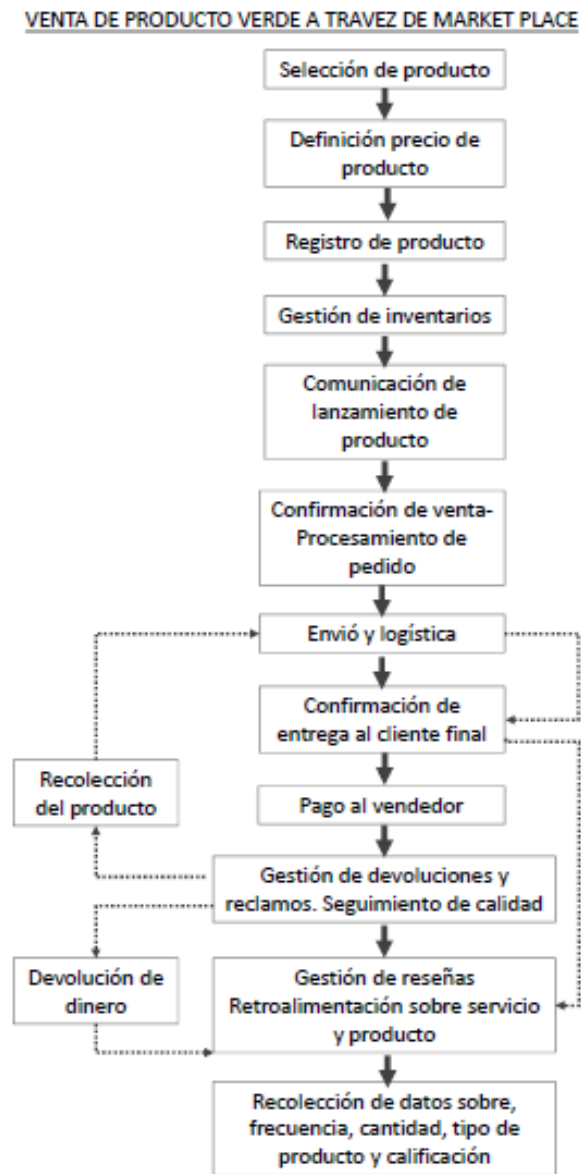 VENTA DE PRODUCTO VERDE A TRAVEZ DE MARKET PLACE
Selección de producto
Definición precio de
producto
Registro de producto
Gestión de inventarios
Comunicación de
lanzamiento de
producto
Confirmación de venta-
Procesamiento de
pedido
Envió y logística
Confirmación de
entrega al cliente final
Recolección
del producto
Pago al vendedor
Gestión de devoluciones y
reclamos. Seguimiento de calidad
Devolución de
dinero
Gestión de reseñas
Retroalimentación sobre servicio
y producto
Recolección de datos sobre,
frecuencia, cantidad, tipo de
producto y calificación